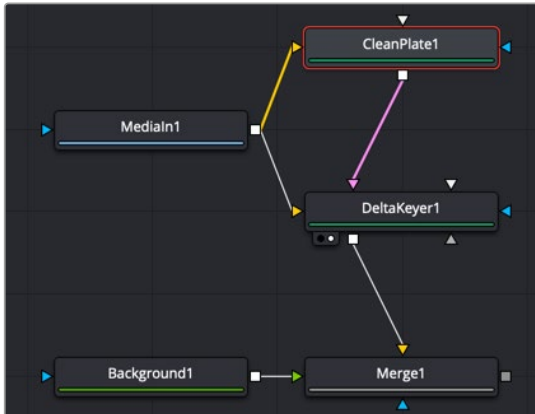 CleanPlate1
MediaIn1
DeltaKeyer1
Background1
Merge1